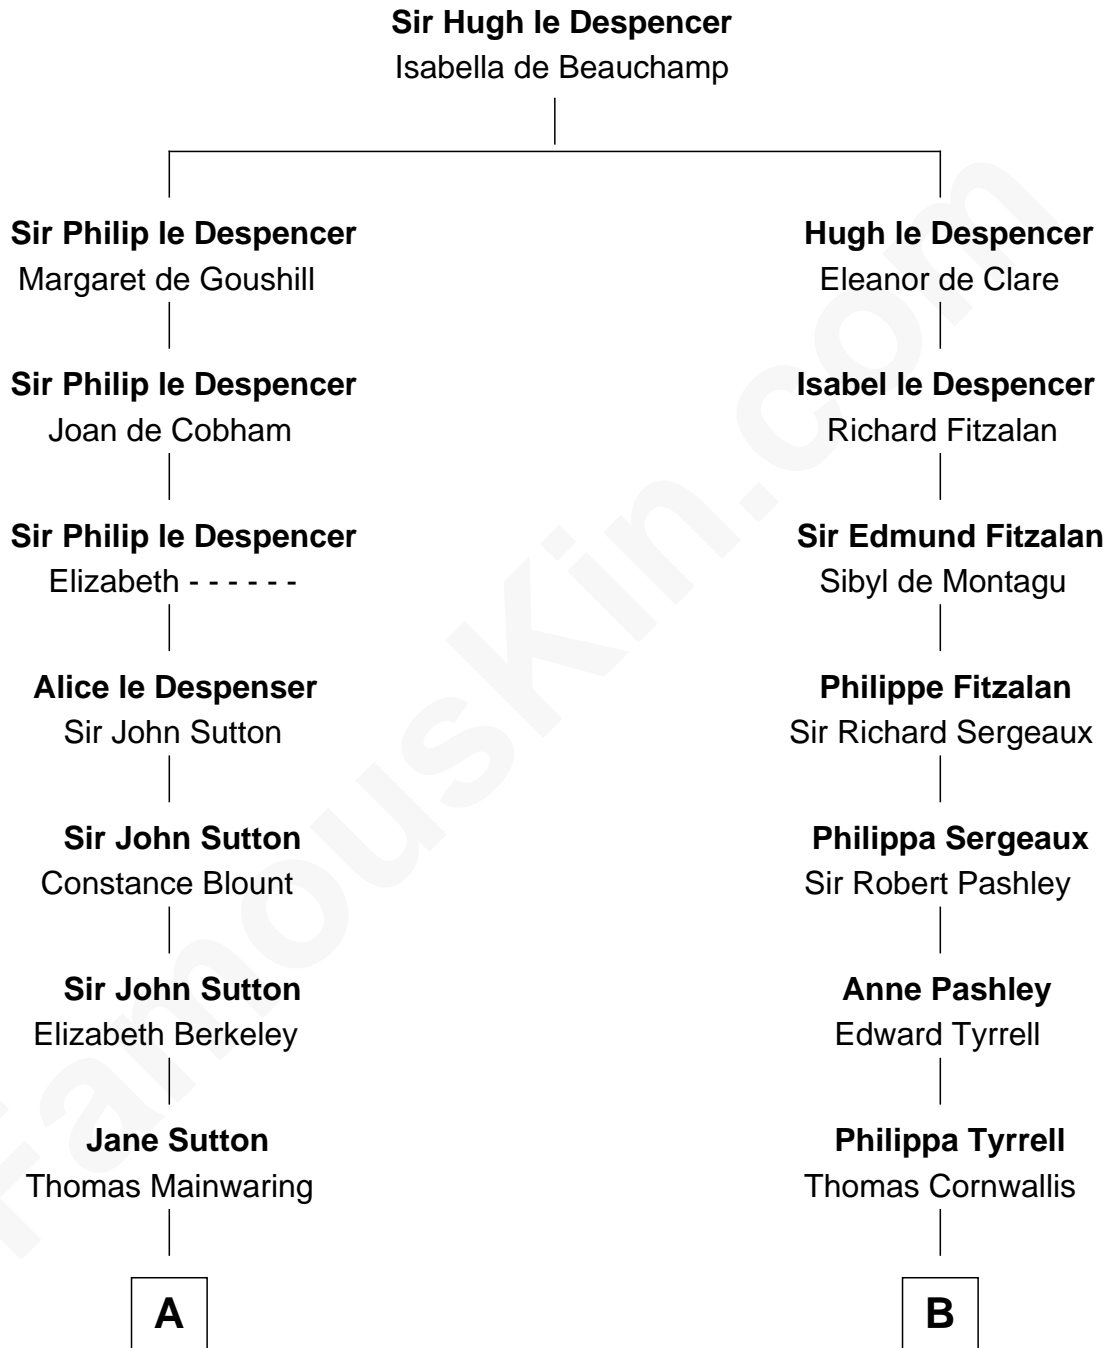 Sir Hugh le Despencer
Isabella de Beauchamp
Sir Philip le Despencer
Margaret de Goushill
Sir Philip le Despencer
Joan de Cobham
Sir Philip le Despencer
Elizabeth - - - - - -
Alice le Despenser
Sir John Sutton
Sir John Sutton
Constance Blount
Sir John Sutton
Elizabeth Berkeley
Jane Sutton
Thomas Mainwaring
A
Hugh le Despencer
Eleanor de Clare
Isabel le Despencer
Richard Fitzalan
Sir Edmund Fitzalan
Sibyl de Montagu
Philippe Fitzalan
Sir Richard Sergeaux
Philippa Sergeaux
Sir Robert Pashley
Anne Pashley
Edward Tyrrell
Philippa Tyrrell
Thomas Cornwallis
B
FamousKin.com